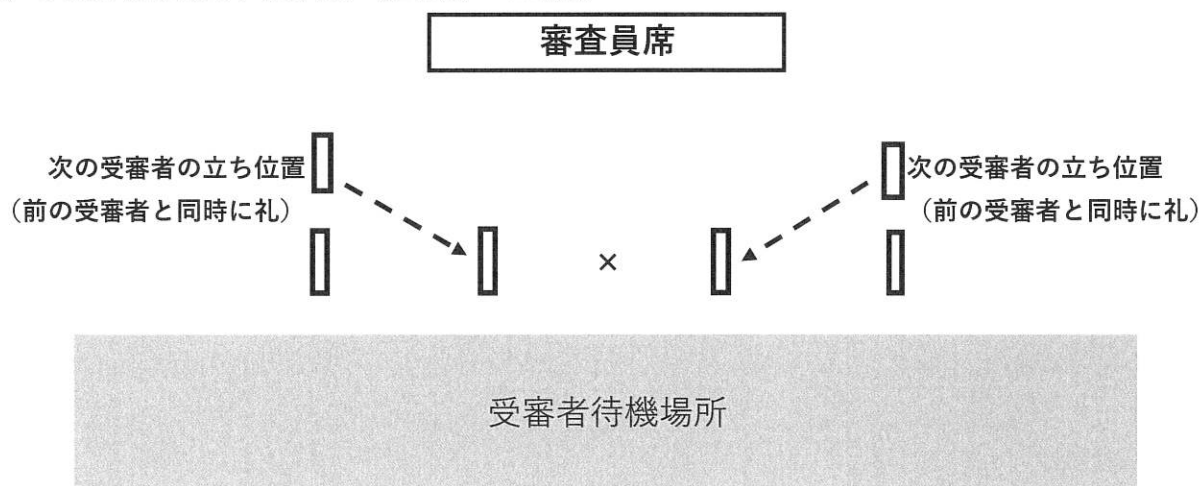 審査員席
次の受審者の立ち位置
（前の受審者と同時に礼）
次の受審者の立ち位置
（前の受審者と同時に礼）
×
受審者待機場所